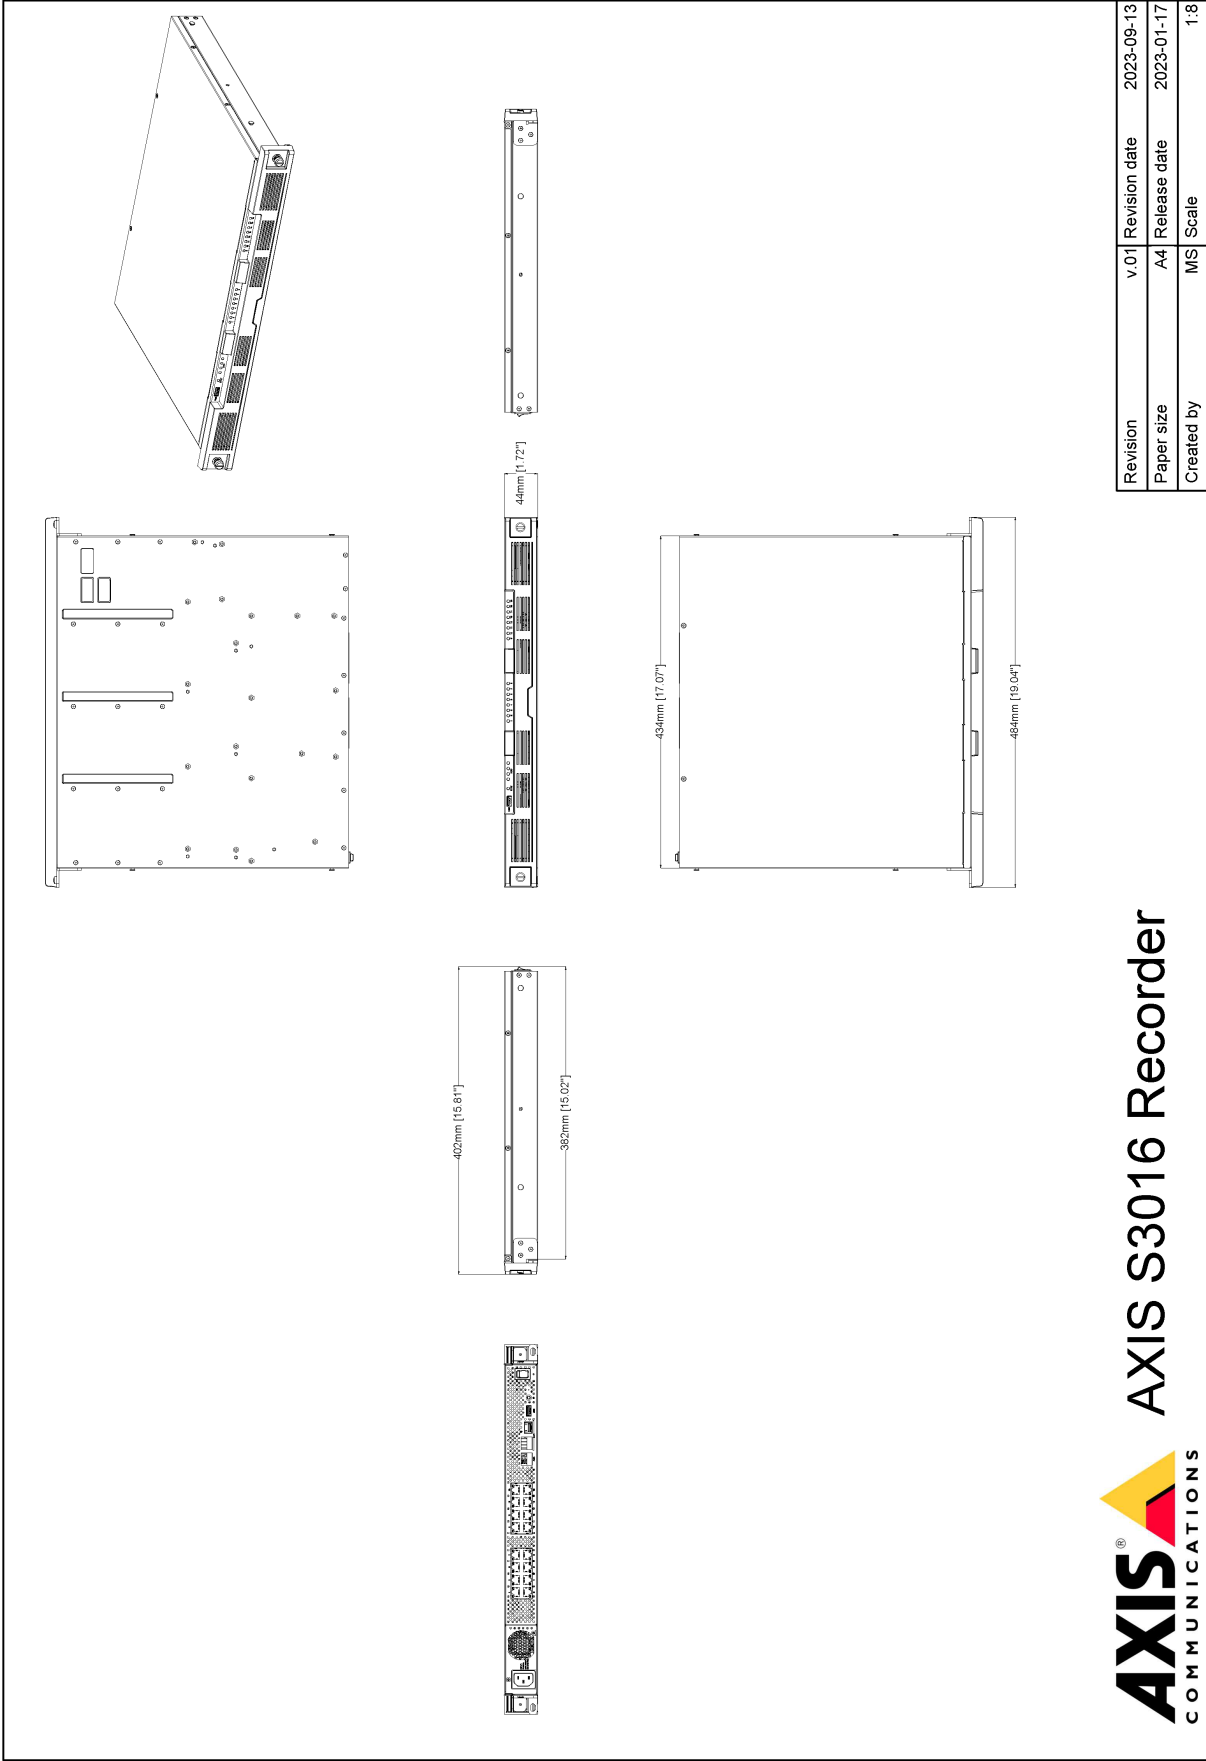 44mm [1.72"]
402mm [15.81"]
382mm [15.02"]
434mm [17.07"]
484mm [19.04"]
AXIS®
COMMUNICATIONS
AXIS S3016 Recorder
Revision v.01 Revision date 2023-09-13
Paper size A4 Release date 2023-01-17
Created by MS Scale 1:8